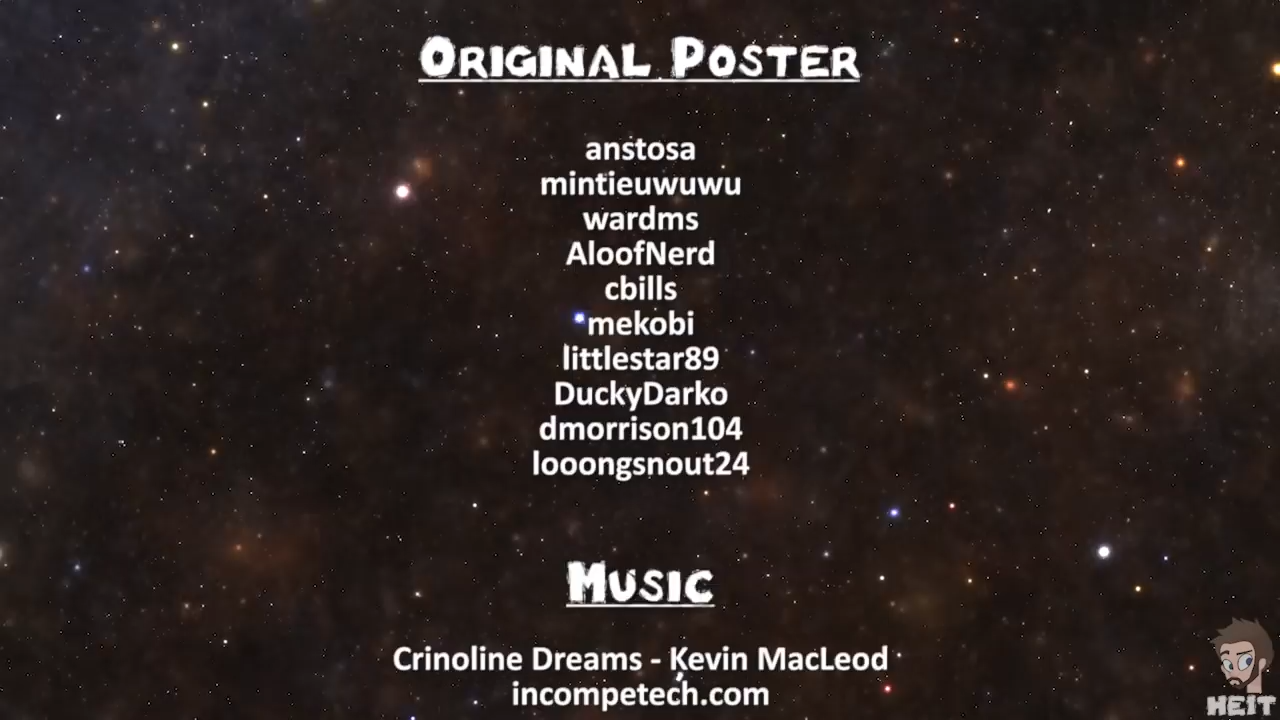 Original Poster
anstosa
mintieuwuwu
wardms
AloofNerd
cbills
mekobi
littlestar89
DuckyDarko
dmorrison104
looongsnout24
Music
Crinoline Dreams - Kevin MacLeod
incompetech.com
HEIT